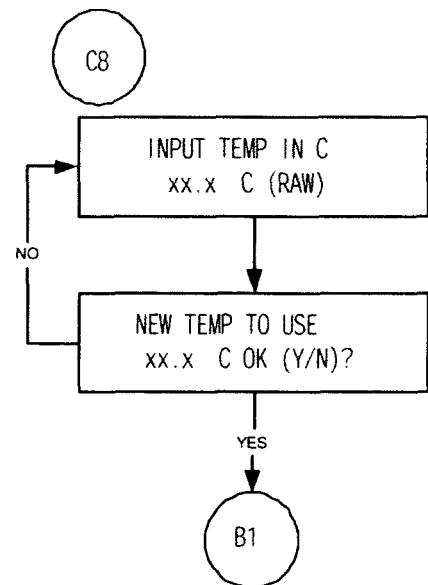 C8
INPUT TEMP IN C
xx.x C (RAW)
NO
NEW TEMP TO USE
xx.x C OK (Y/N)?
YES
B1